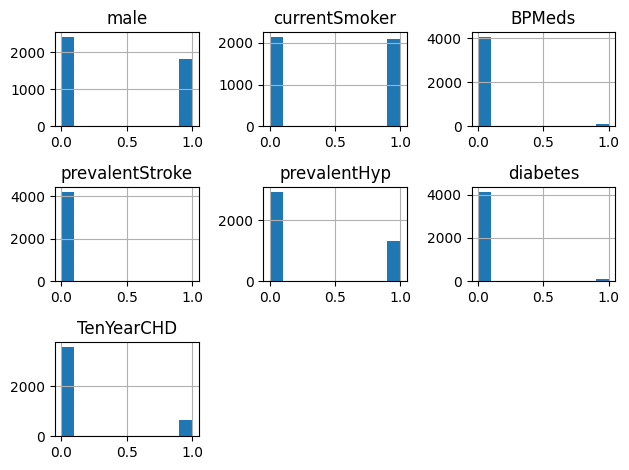 male currentSmoker BPMeds
2000 2000 4000
1000 1000 2000
0 0 0
0.0 0.5 1.0 0.0 0.5 1.0 0.0 0.5 1.0
prevalentStroke prevalentHyp diabetes
4000 4000
2000 2000 2000
0 0 0
0.0 0.5 1.0 0.0 0.5 1.0 0.0 0.5 1.0
TenYearCHD
2000
0
0.0 0.5 1.0